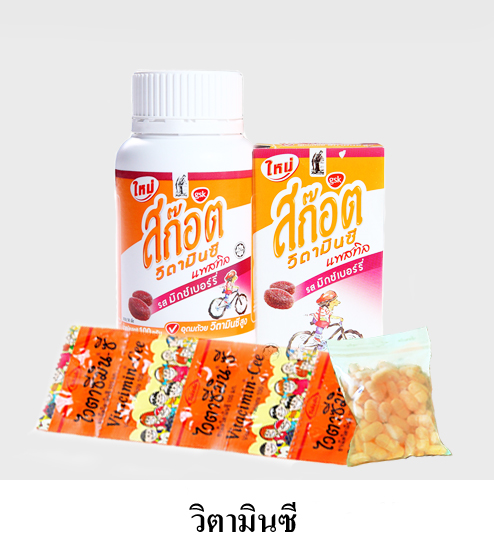 ใหม่
gsk
สก๊อต
วิตามินซี
แพสทิล
รส มิกซ์เบอร์รี่
อุดมด้วย วิตามินซีสูง
ใหม่
gsk
สก๊อต
วิตามินซี
แพสทิล
รส มิกซ์เบอร์รี่
ไวตาซีมิน-ซี
ไวตาซีมิน-ซี
ไวตาซีมิน
วิตามินซี